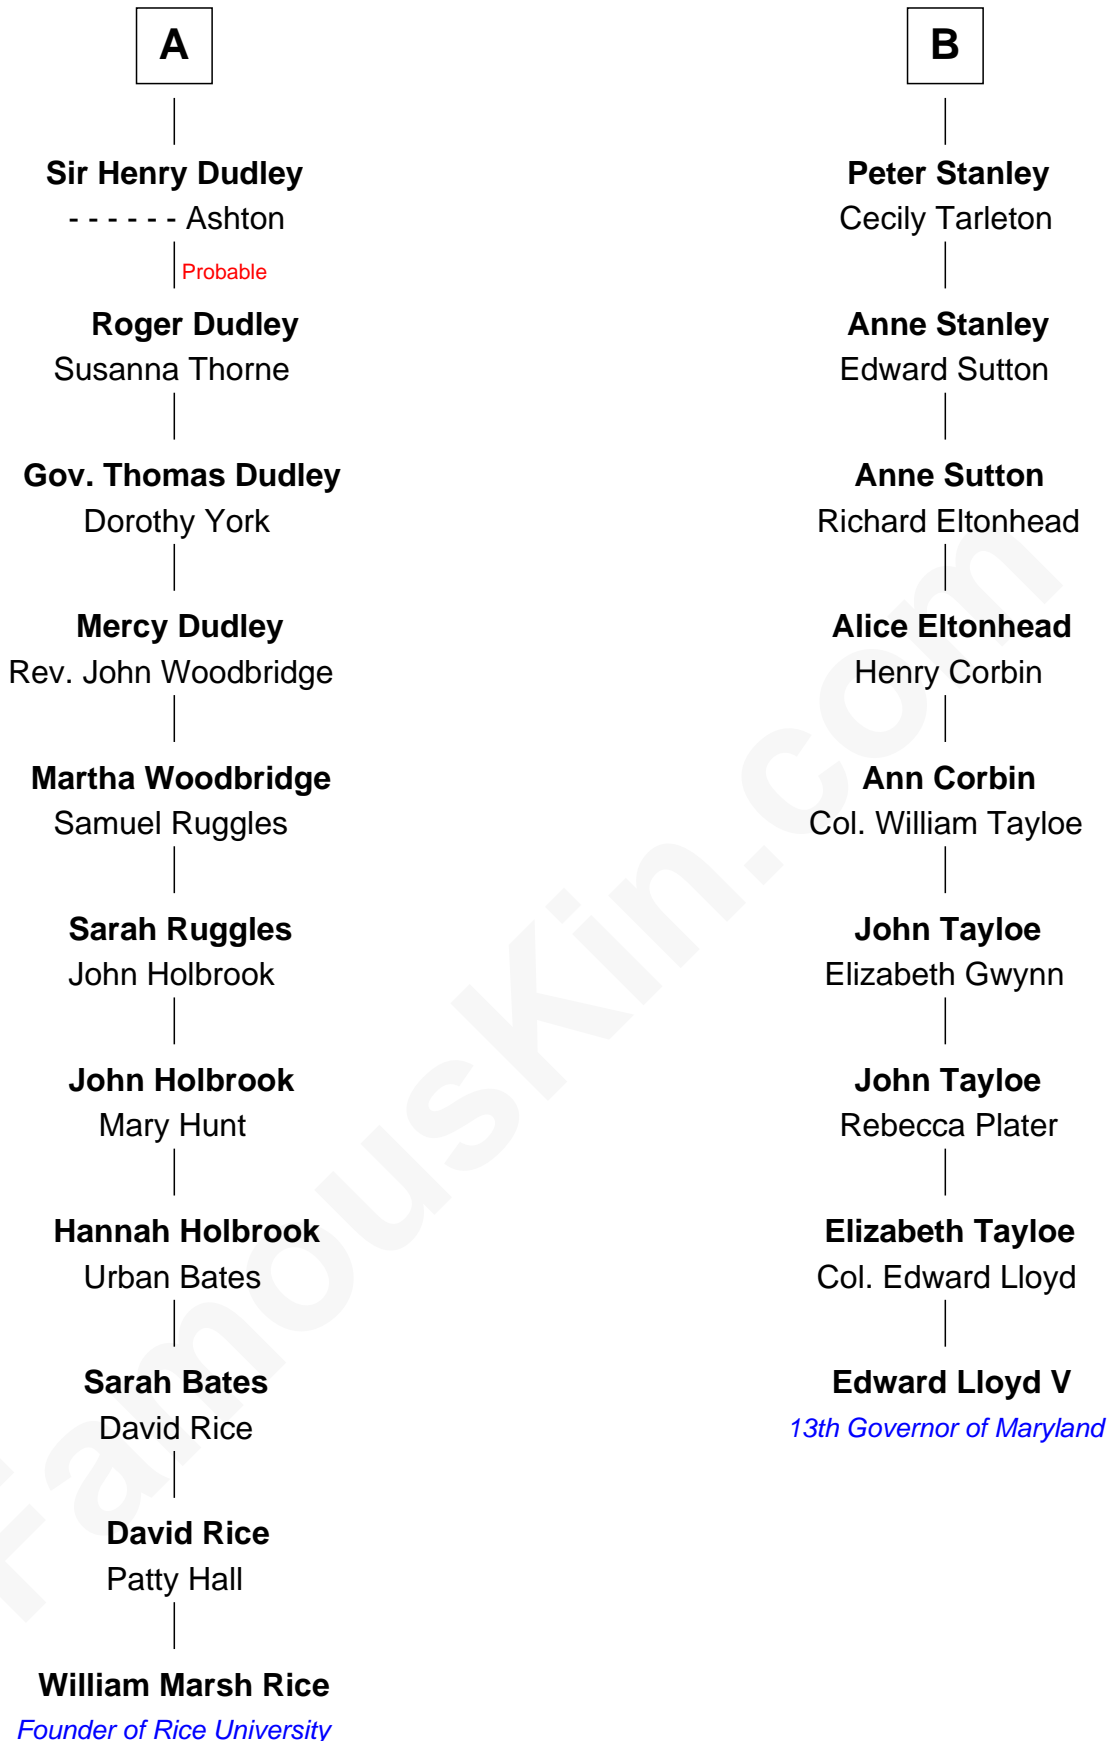 A
Sir Henry Dudley
- - - - - - Ashton
Probable
Roger Dudley
Susanna Thorne
Gov. Thomas Dudley
Dorothy York
Mercy Dudley
Rev. John Woodbridge
Martha Woodbridge
Samuel Ruggles
Sarah Ruggles
John Holbrook
John Holbrook
Mary Hunt
Hannah Holbrook
Urban Bates
Sarah Bates
David Rice
David Rice
Patty Hall
William Marsh Rice
Founder of Rice University
B
Peter Stanley
Cecily Tarleton
Anne Stanley
Edward Sutton
Anne Sutton
Richard Eltonhead
Alice Eltonhead
Henry Corbin
Ann Corbin
Col. William Tayloe
John Tayloe
Elizabeth Gwynn
John Tayloe
Rebecca Plater
Elizabeth Tayloe
Col. Edward Lloyd
Edward Lloyd V
13th Governor of Maryland
FamousKin.com